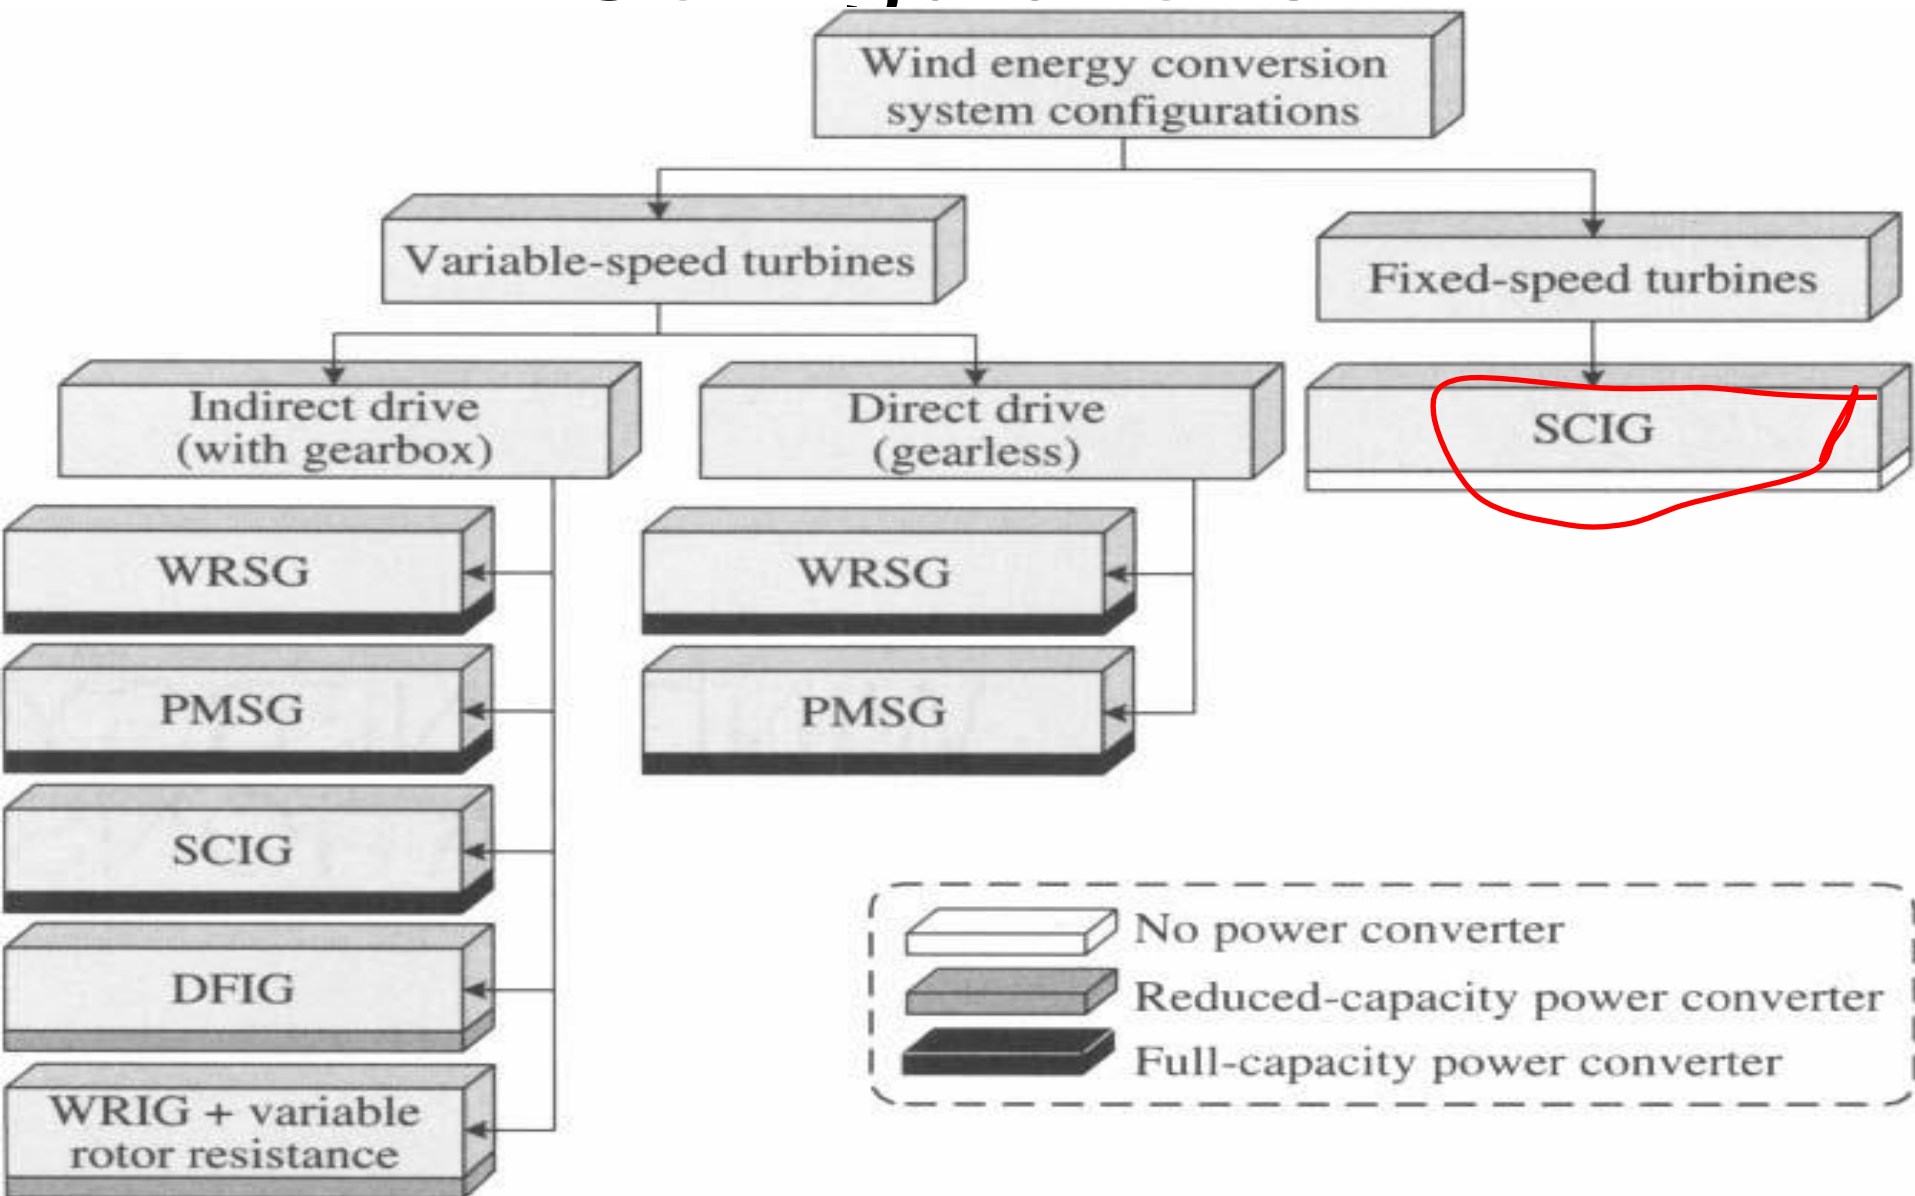 Wind energy conversion
system configurations
Variable-speed turbines
Fixed-speed turbines
Indirect drive
(with gearbox)
Direct drive
(gearless)
SCIG
WRSG
WRSG
PMSG
PMSG
SCIG
DFIG
WRIG + variable
rotor resistance
No power converter
Reduced-capacity power converter
Full-capacity power converter